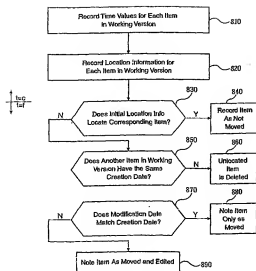 Record Time Values for Each Item
in Working Version
810
Record Location Information for
Each Item in Working Version
820
830
840
N
Does Initial Location Info
Locate Corresponding Item?
Y
Record Item
As Not
Moved
850
860
Does Another Item in Working
Version Have the Same
Creation Date?
N
Unlocated
Item
is Deleted
870
880
N
Does Modification Date
Match Creation Date?
Y
Note Item
Only as
Moved
Note Item As Moved and Edited
890